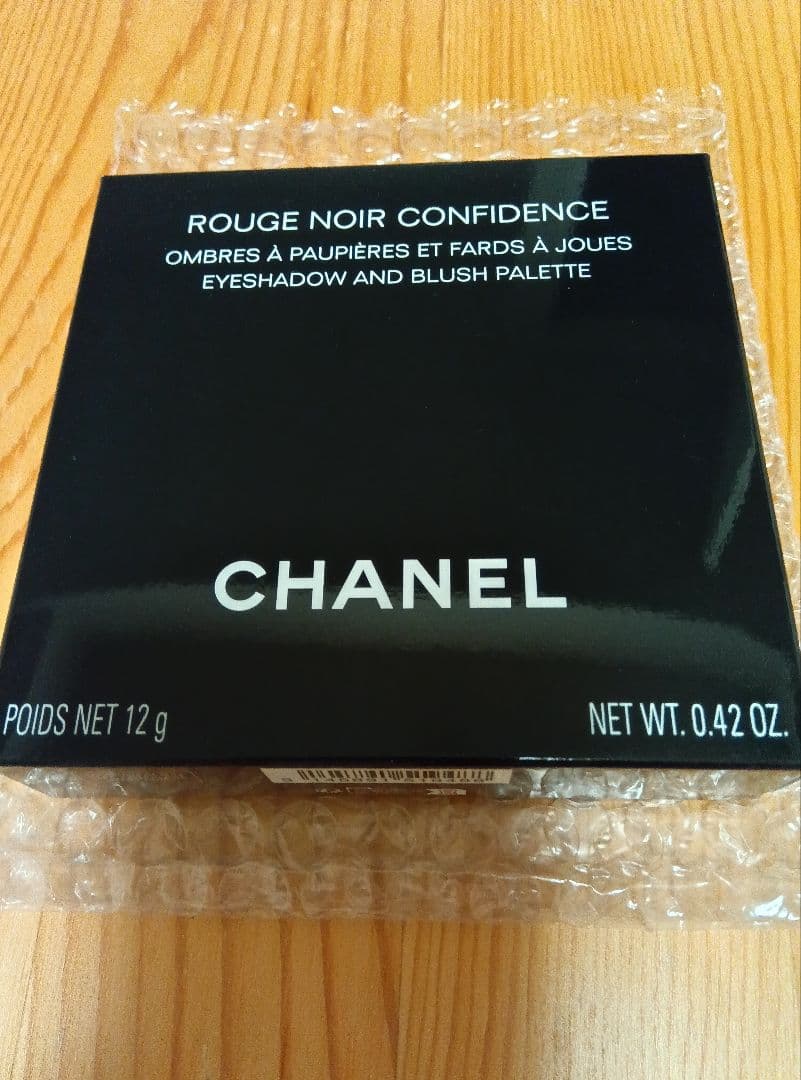 ROUGE NOIR CONFIDENCE
OMBRES À PAUPIÈRES ET FARDS À JOUES
EYESHADOW AND BLUSH PALETTE
CHANEL
POIDS NET 12 g
NET WT. 0.42 OZ.